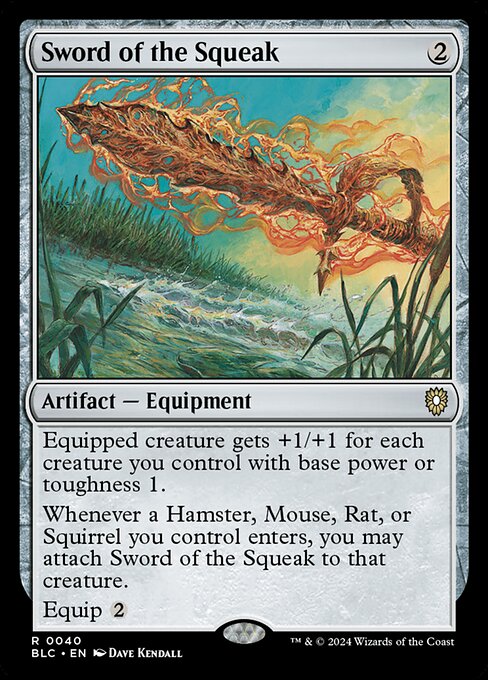 Sword of the Squeak 2
Artifact — Equipment
Equipped creature gets +1/+1 for each
creature you control with base power or
toughness 1.
Whenever a Hamster, Mouse, Rat, or
Squirrel you control enters, you may
attach Sword of the Squeak to that
creature.
Equip 2
R 0040
BLC • EN Dave Kendall
™ & © 2024 Wizards of the Coast